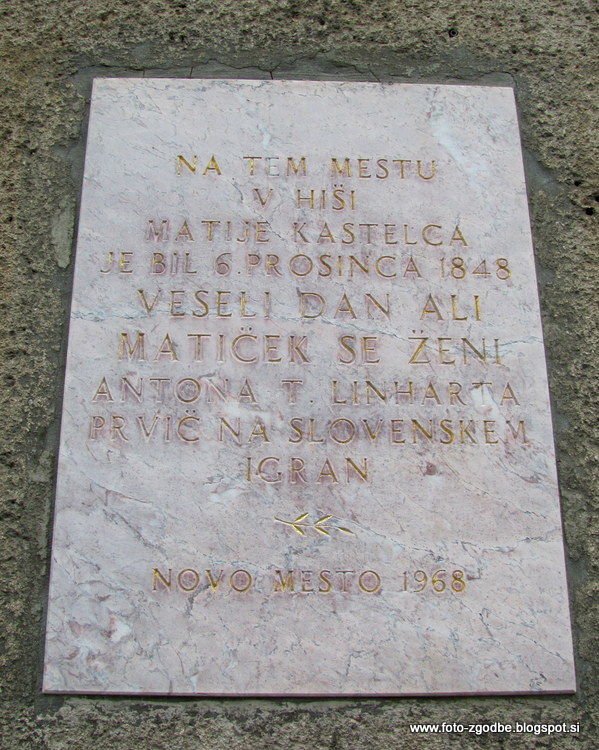 NA TEM MESTU
V HIŠI
MATIJE KASTELCA
JE BIL 6. PROSINCA 1848
VESELI DAN ALI
MATIČEK SE ŽENI
ANTONA T. LINHARTA
PRVIČ NA SLOVENSKEM
IGRAN
NOVO MESTO 1968
www.foto-zgodbe.blogspot.si